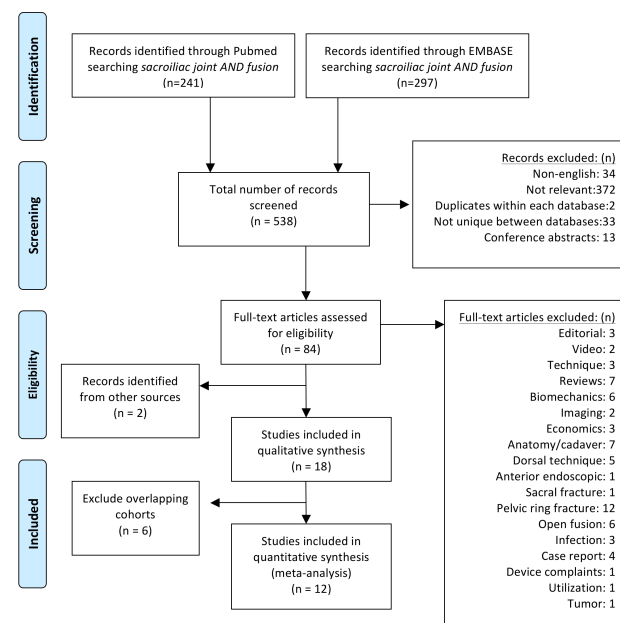 Identification
Records identified through Pubmed
searching sacroiliac joint AND fusion
(n=241)
Records identified through EMBASE
searching sacroiliac joint AND fusion
(n=297)
Screening
Total number of records
screened
(n = 538)
Records excluded: (n)
Non-english: 34
Not relevant:372
Duplicates within each database:2
Not unique between databases:33
Conference abstracts: 13
Eligibility
Full-text articles assessed
for eligibility
(n = 84)
Full-text articles excluded: (n)
Editorial: 3
Video: 2
Technique: 3
Reviews: 7
Biomechanics: 6
Imaging: 2
Economics: 3
Anatomy/cadaver: 7
Dorsal technique: 5
Anterior endoscopic: 1
Sacral fracture: 1
Pelvic ring fracture: 12
Open fusion: 6
Infection: 3
Case report: 4
Device complaints: 1
Utilization: 1
Tumor: 1
Records identified
from other sources
(n = 2)
Studies included in
qualitative synthesis
(n = 18)
Included
Exclude overlapping
cohorts
(n = 6)
Studies included in
quantitative synthesis
(meta-analysis)
(n = 12)